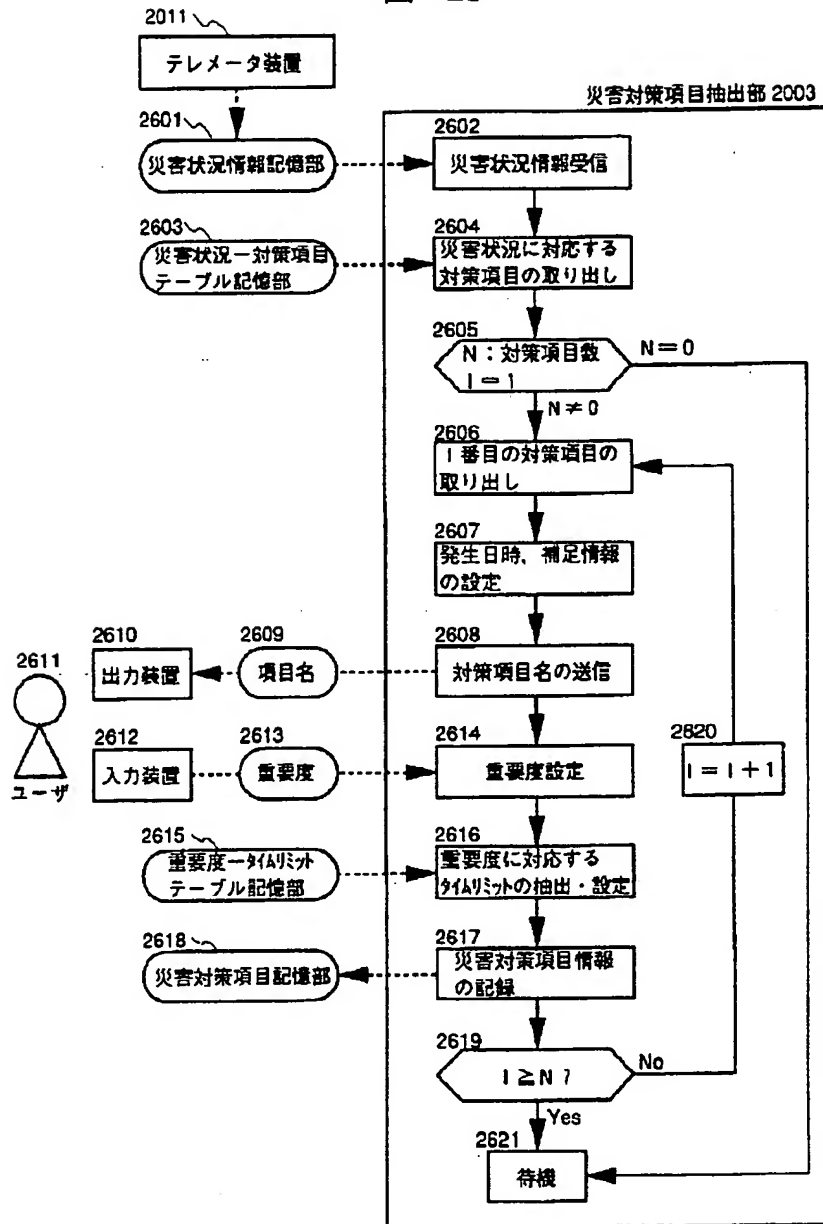 2011
テレメータ装置
災害対策項目抽出部 2003
2601
災害状況情報記憶部
2602
災害状況情報受信
2603
災害状況ー対策項目
テーブル記憶部
2604
災害状況に対応する
対策項目の取り出し
2605
N:対策項目数
I=1
N=0
N≠0
2606
I番目の対策項目の
取り出し
2607
発生日時、補足情報
の設定
2611
ユーザ
2610
出力装置
2609
項目名
2608
対策項目名の送信
2612
入力装置
2613
重要度
2614
重要度設定
2620
I=I+1
2615
重要度ータイムリミット
テーブル記憶部
2616
重要度に対応する
タイムリミットの抽出・設定
2618
災害対策項目記憶部
2617
災害対策項目情報
の記録
2619
I≧N?
No
Yes
2621
待機